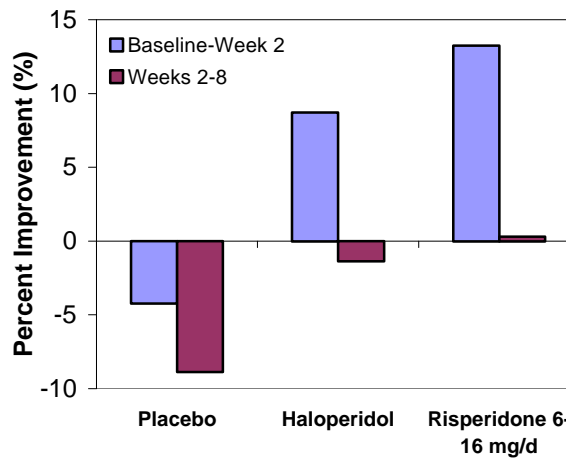 Percent Improvement (%)
15
10
5
0
-5
-10
Baseline-Week 2
Weeks 2-8
Placebo
Haloperidol
Risperidone 6-
16 mg/d